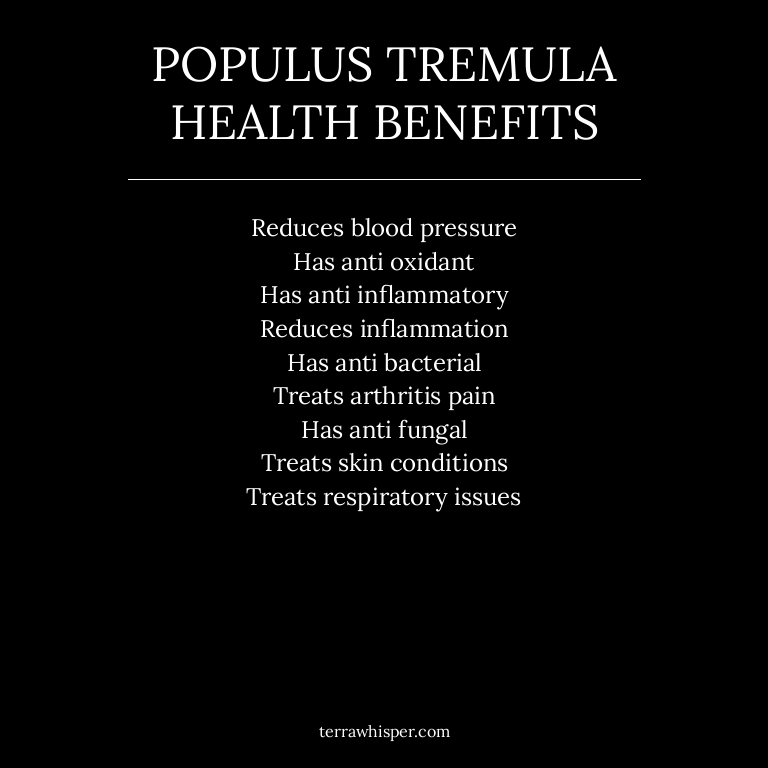 POPULUS TREMULA
HEALTH BENEFITS
Reduces blood pressure
Has anti oxidant
Has anti inflammatory
Reduces inflammation
Has anti bacterial
Treats arthritis pain
Has anti fungal
Treats skin conditions
Treats respiratory issues
terrawhisper.com